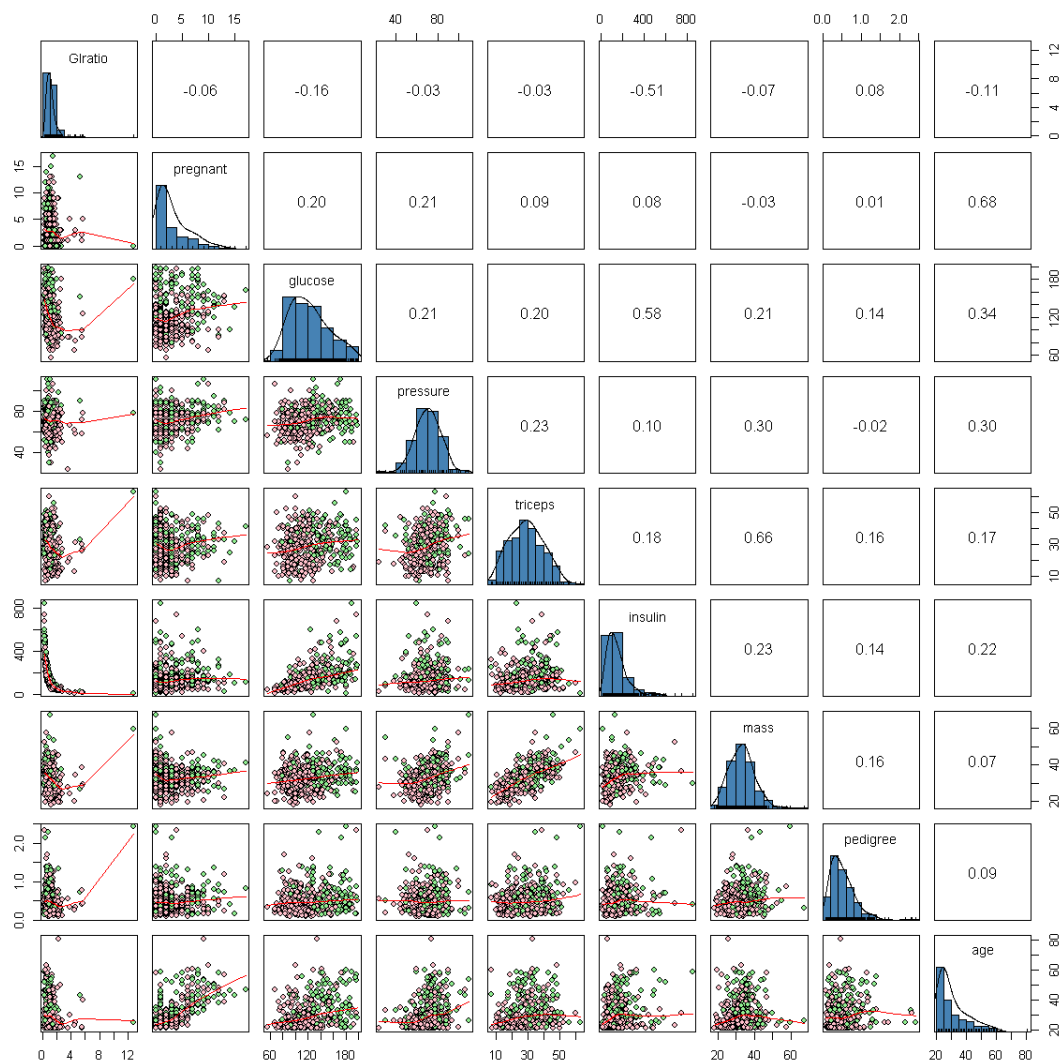 0 5 10 15 40 80 0 400 800 0.0 1.0 2.0
GIratio -0.06 -0.16 -0.03 -0.03 -0.51 -0.07 0.08 -0.11 0 4 8 12
0 5 10 15 pregnant 0.20 0.21 0.09 0.08 -0.03 0.01 0.68
glucose 0.21 0.20 0.58 0.21 0.14 0.34 60 120 180
40 80 pressure 0.23 0.10 0.30 -0.02 0.30
triceps 0.18 0.66 0.16 0.17 10 30 50
0 400 800 insulin 0.23 0.14 0.22
mass 0.16 0.07 20 40 60
0.0 1.0 2.0 pedigree 0.09
age 20 40 60 80
0 4 8 12 60 120 180 10 30 50 20 40 60 20 40 60 80